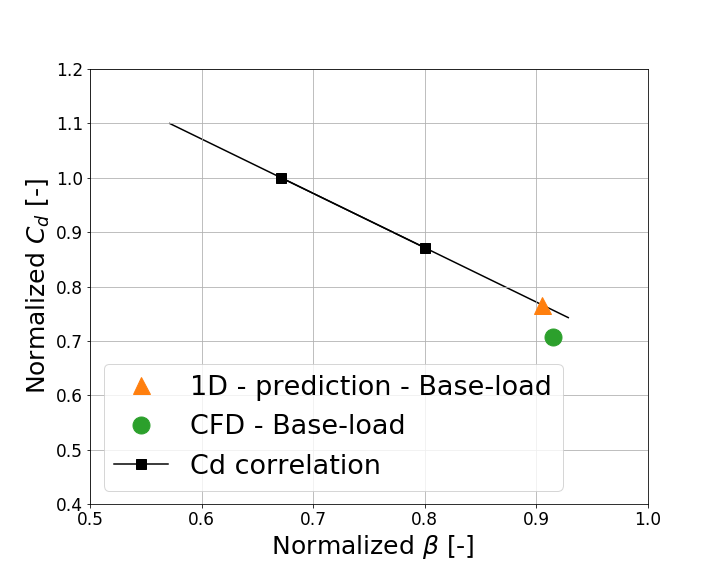 1.2
1.1
1.0
0.9
0.8
0.7
0.6
0.5
0.4
Normalized C_d [-]
1D - prediction - Base-load
CFD - Base-load
Cd correlation
0.5 0.6 0.7 0.8 0.9 1.0
Normalized β [-]